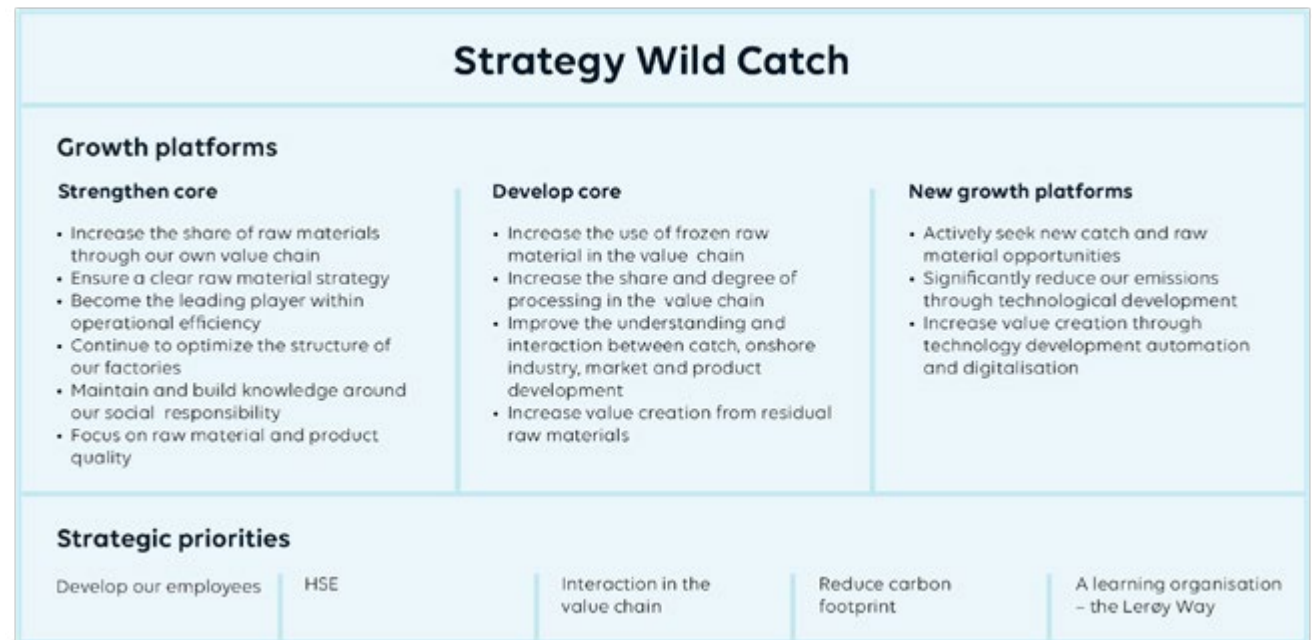 Strategy Wild Catch
Growth platforms
Strengthen core
• Increase the share of raw materials
through our own value chain
• Ensure a clear raw material strategy
• Become the leading player within
operational efficiency
• Continue to optimize the structure of
our factories
• Maintain and build knowledge around
our social responsibility
• Focus on raw material and product
quality
Develop core
• Increase the use of frozen raw
material in the value chain
• Increase the share and degree of
processing in the value chain
• Improve the understanding and
interaction between catch, onshore
industry, market and product
development
• Increase value creation from residual
raw materials
New growth platforms
• Actively seek new catch and raw
material opportunities
• Significantly reduce our emissions
through technological development
• Increase value creation through
technology development automation
and digitalisation
Strategic priorities
Develop our employees
HSE
Interaction in the
value chain
Reduce carbon
footprint
A learning organisation
– the Lerøy Way